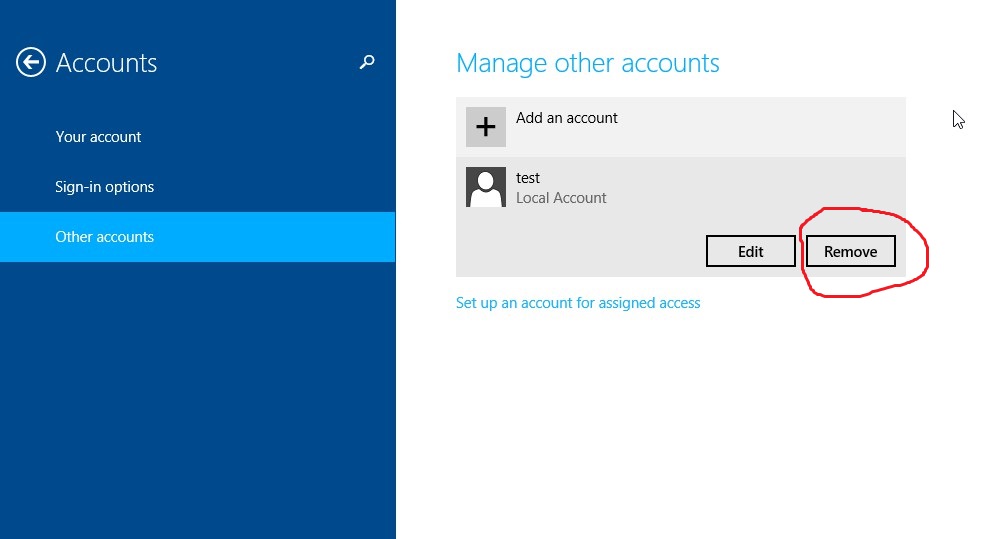 Accounts
Your account
Sign-in options
Other accounts
Manage other accounts
Add an account
test
Local Account
Edit
Remove
Set up an account for assigned access